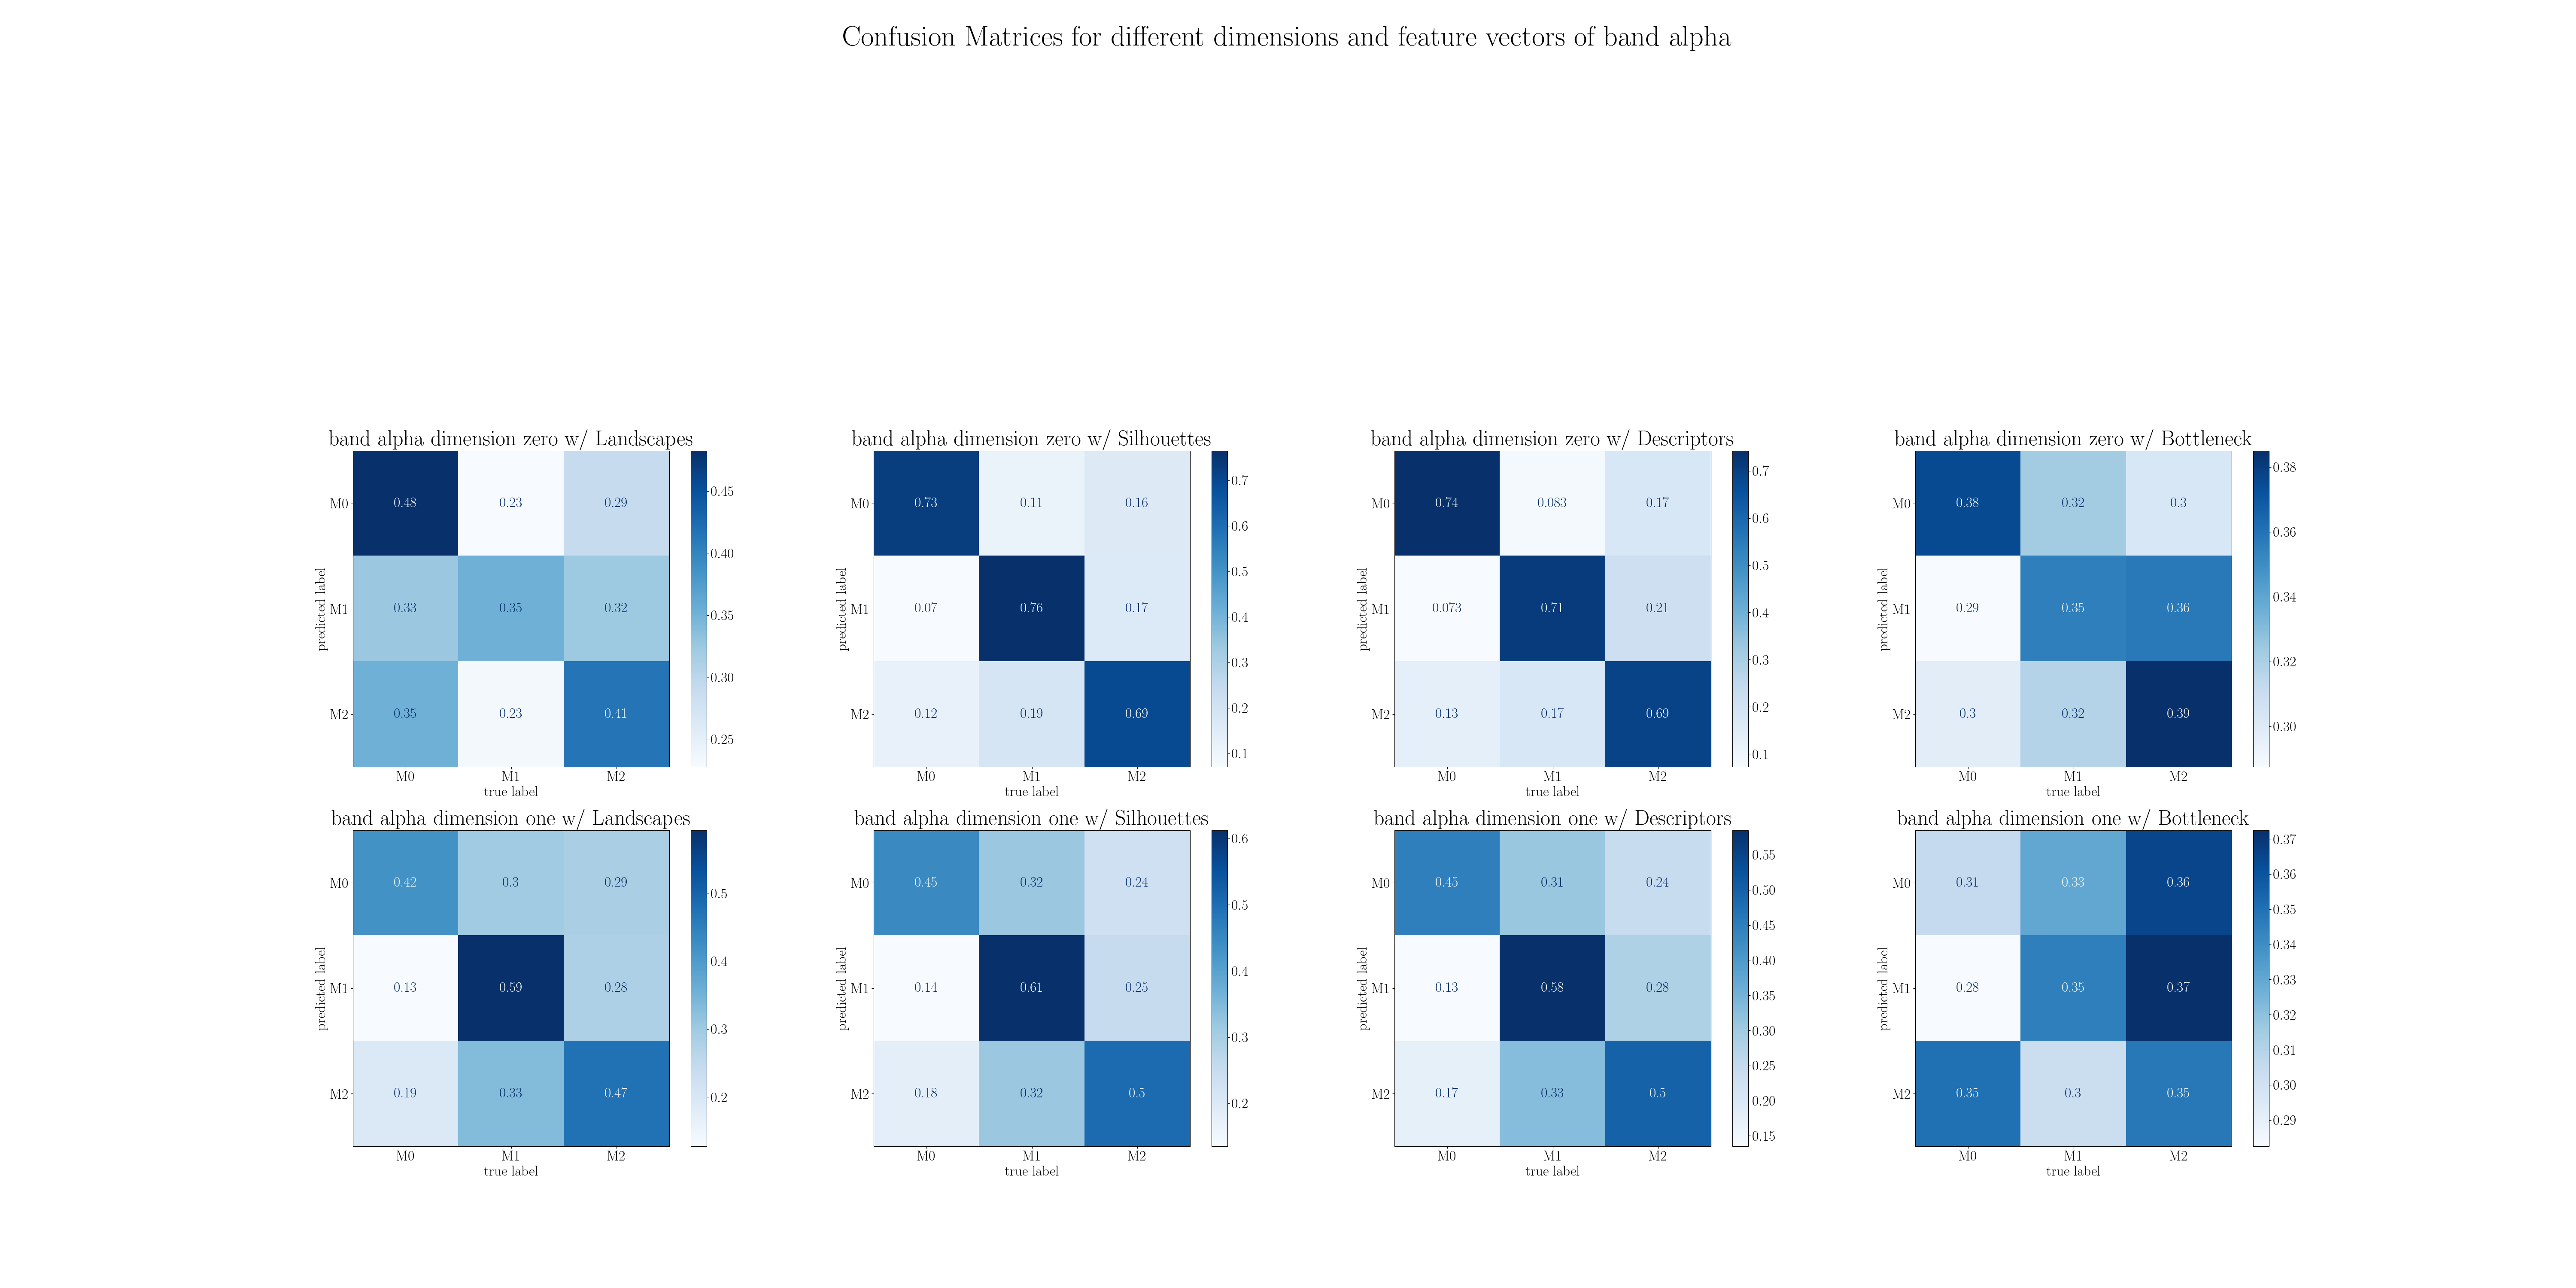 Confusion Matrices for different dimensions and feature vectors of band alpha
band alpha dimension zero w/ Landscapes
M0 0.48 0.23 0.29
M1 0.33 0.35 0.32
M2 0.35 0.23 0.41
M0 M1 M2
true label
predicted label
0.45
0.40
0.35
0.30
0.25
band alpha dimension zero w/ Silhouettes
M0 0.73 0.11 0.16
M1 0.07 0.76 0.17
M2 0.12 0.19 0.69
M0 M1 M2
true label
predicted label
0.7
0.6
0.5
0.4
0.3
0.2
0.1
band alpha dimension zero w/ Descriptors
M0 0.74 0.083 0.17
M1 0.073 0.71 0.21
M2 0.13 0.17 0.69
M0 M1 M2
true label
predicted label
0.7
0.6
0.5
0.4
0.3
0.2
0.1
band alpha dimension zero w/ Bottleneck
M0 0.38 0.32 0.3
M1 0.29 0.35 0.36
M2 0.3 0.32 0.39
M0 M1 M2
true label
predicted label
0.38
0.36
0.34
0.32
0.30
band alpha dimension one w/ Landscapes
M0 0.42 0.3 0.29
M1 0.13 0.59 0.28
M2 0.19 0.33 0.47
M0 M1 M2
true label
predicted label
0.5
0.4
0.3
0.2
band alpha dimension one w/ Silhouettes
M0 0.45 0.32 0.24
M1 0.14 0.61 0.25
M2 0.18 0.32 0.5
M0 M1 M2
true label
predicted label
0.6
0.5
0.4
0.3
0.2
band alpha dimension one w/ Descriptors
M0 0.45 0.31 0.24
M1 0.13 0.58 0.28
M2 0.17 0.33 0.5
M0 M1 M2
true label
predicted label
0.55
0.50
0.45
0.40
0.35
0.30
0.25
0.20
0.15
band alpha dimension one w/ Bottleneck
M0 0.31 0.33 0.36
M1 0.28 0.35 0.37
M2 0.35 0.3 0.35
M0 M1 M2
true label
predicted label
0.37
0.36
0.35
0.34
0.33
0.32
0.31
0.30
0.29